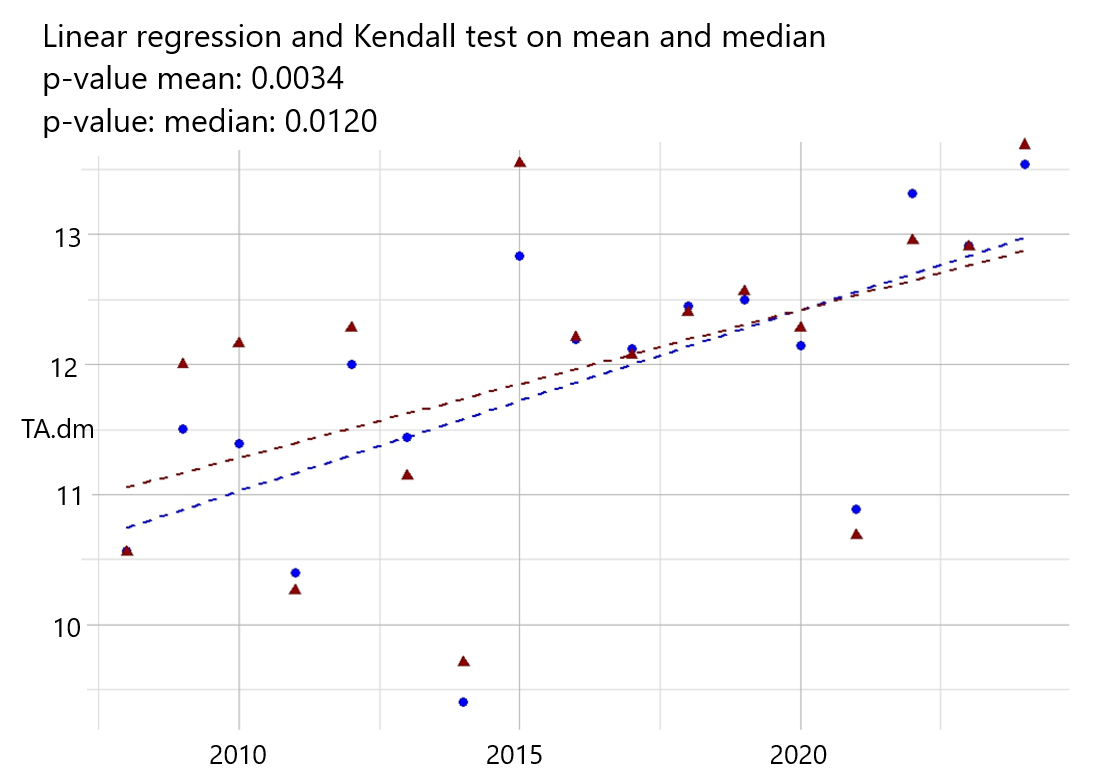 Linear regression and Kendall test on mean and median
p-value mean: 0.0034
p-value: median: 0.0120
13
12
TA.dm
11
10
2010
2015
2020